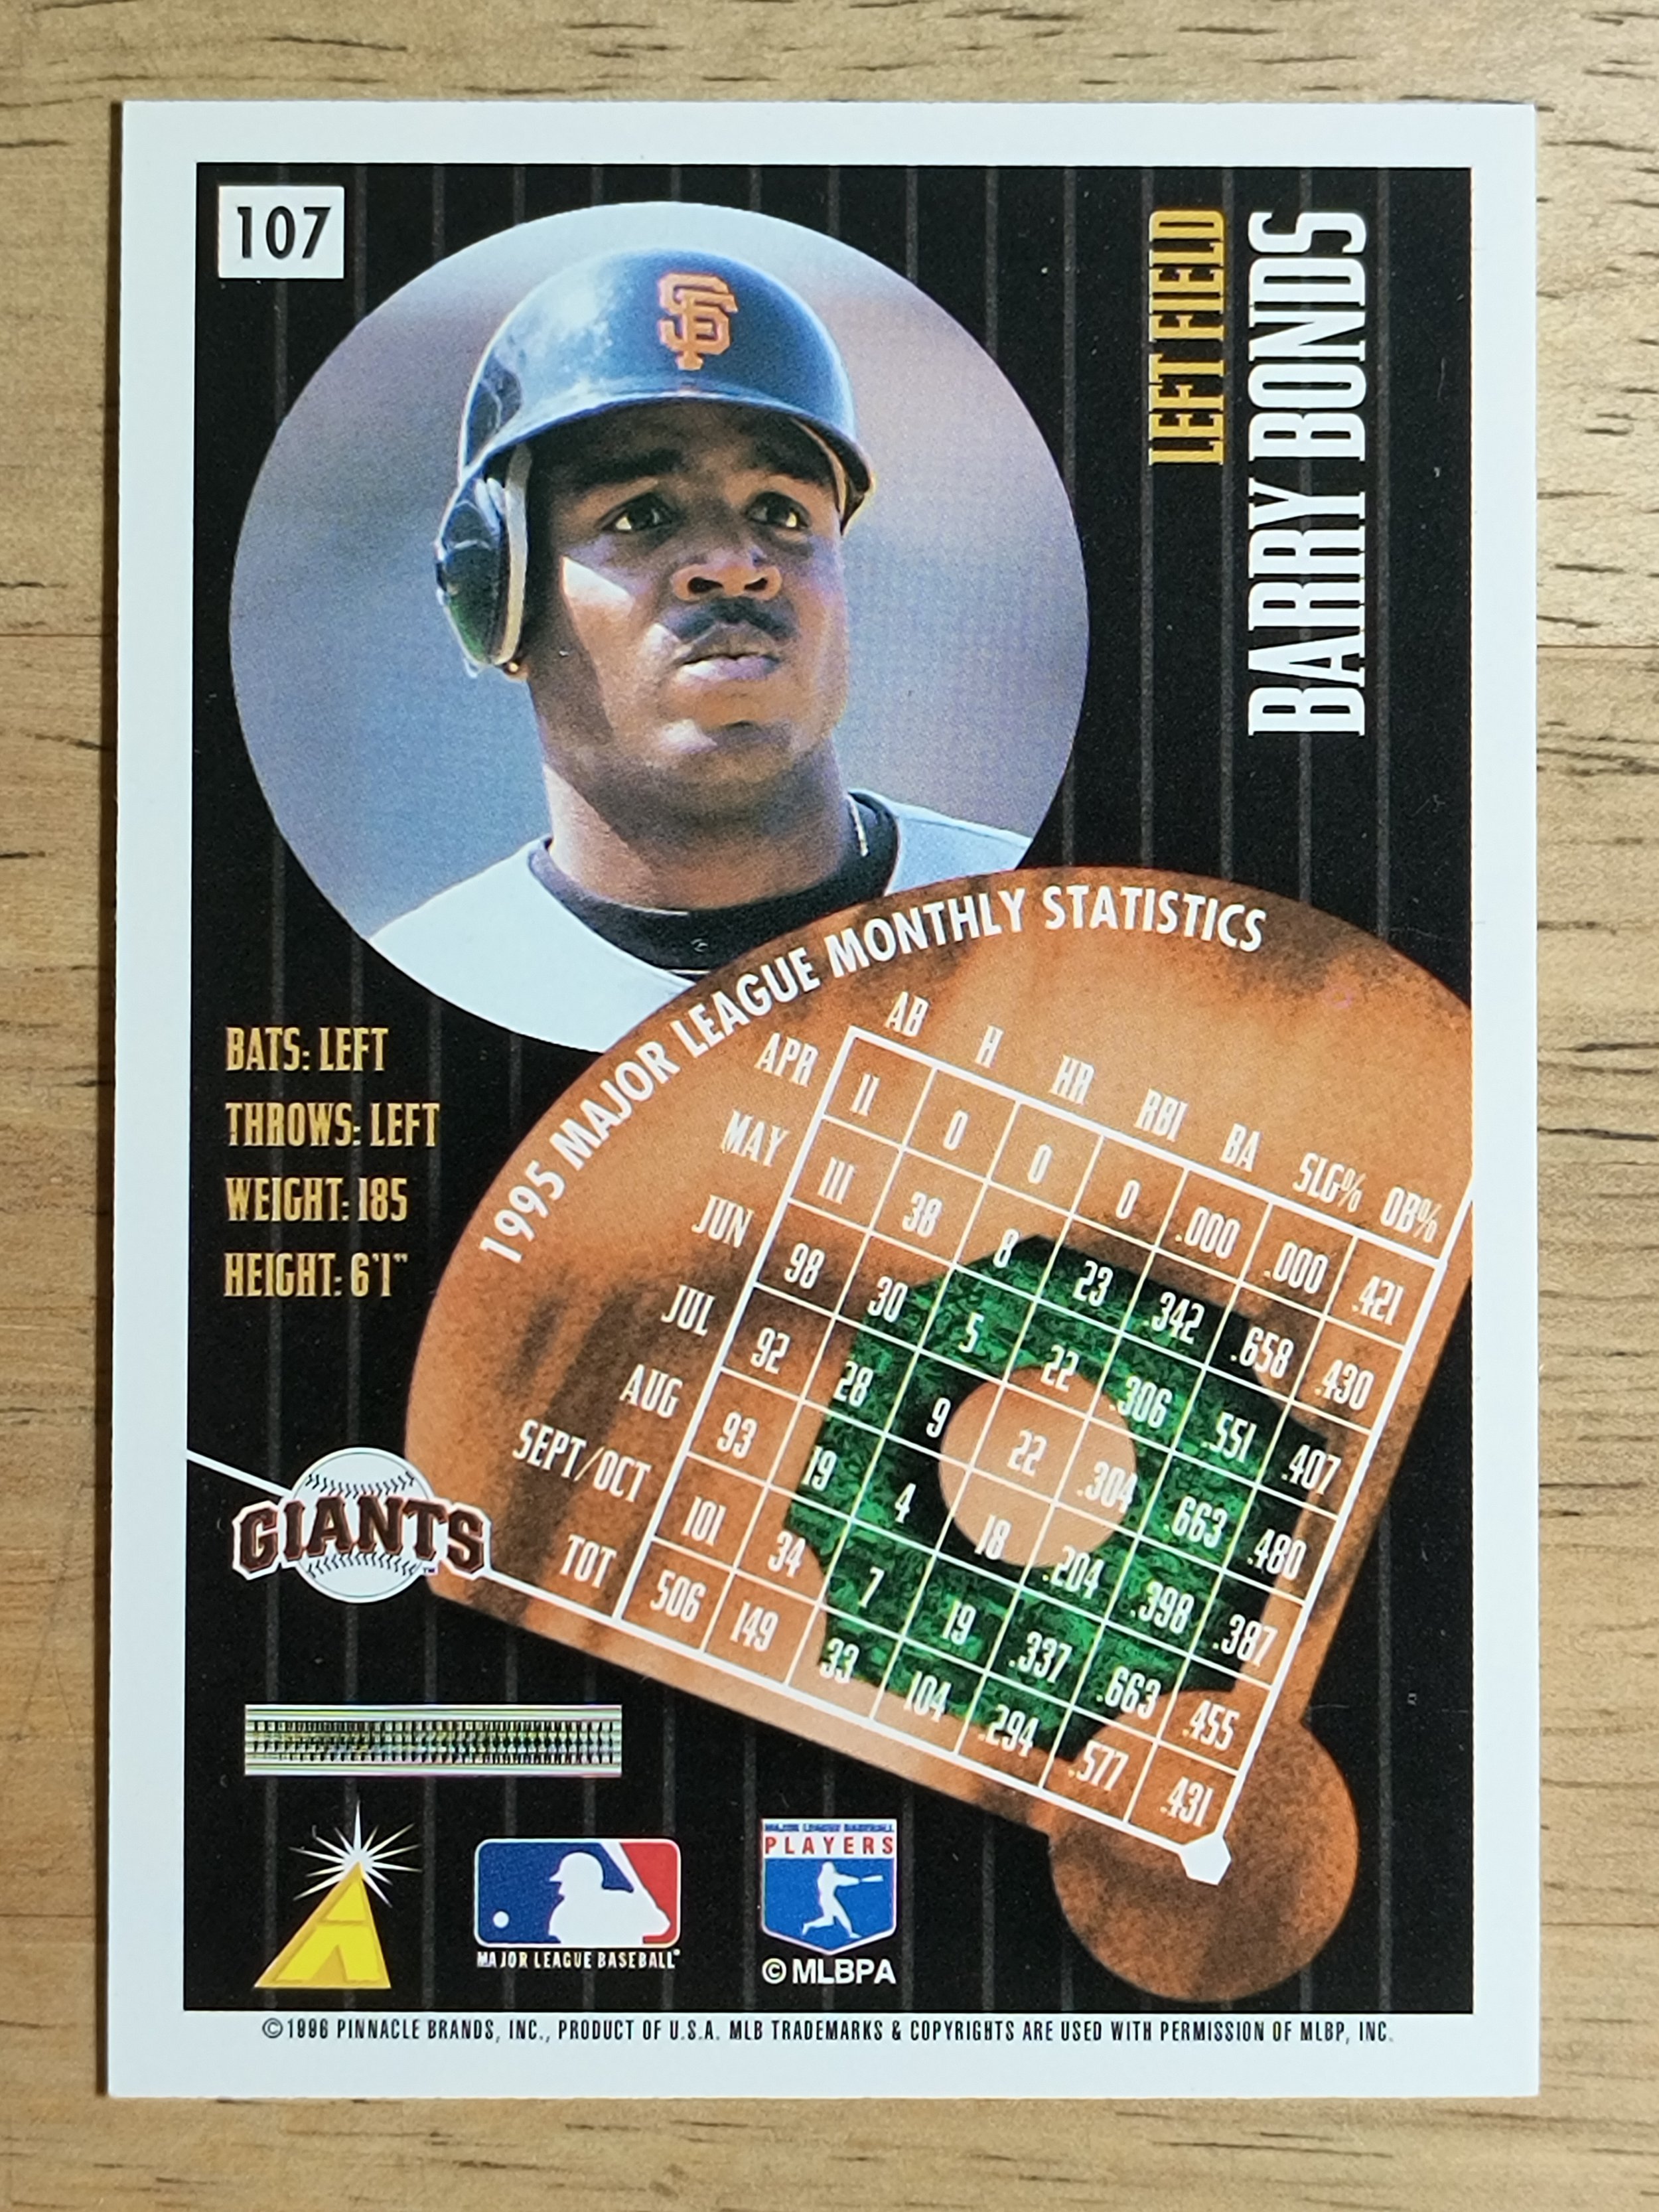 107
SF
LEFT FIELD
BARRY BONDS
BATS: LEFT
THROWS: LEFT
WEIGHT: 185
HEIGHT: 6'1"
1995 MAJOR LEAGUE MONTHLY STATISTICS
AB H HR RBI BA SLG% OB%
APR 11 0 0 0 .000 .000 .421
MAY 111 38 8 23 .342 .658 .430
JUN 98 30 5 22 .306 .551 .407
JUL 92 28 9 22 .304 .663 .480
AUG 93 19 4 18 .204 .398 .387
SEPT/OCT 101 34 7 19 .337 .663 .455
TOT 506 149 33 104 .294 .577 .431
GIANTS™
MAJOR LEAGUE BASEBALL®
MAJOR LEAGUE BASEBALL
PLAYERS
© MLBPA
©1996 PINNACLE BRANDS, INC., PRODUCT OF U.S.A. MLB TRADEMARKS & COPYRIGHTS ARE USED WITH PERMISSION OF MLBP, INC.